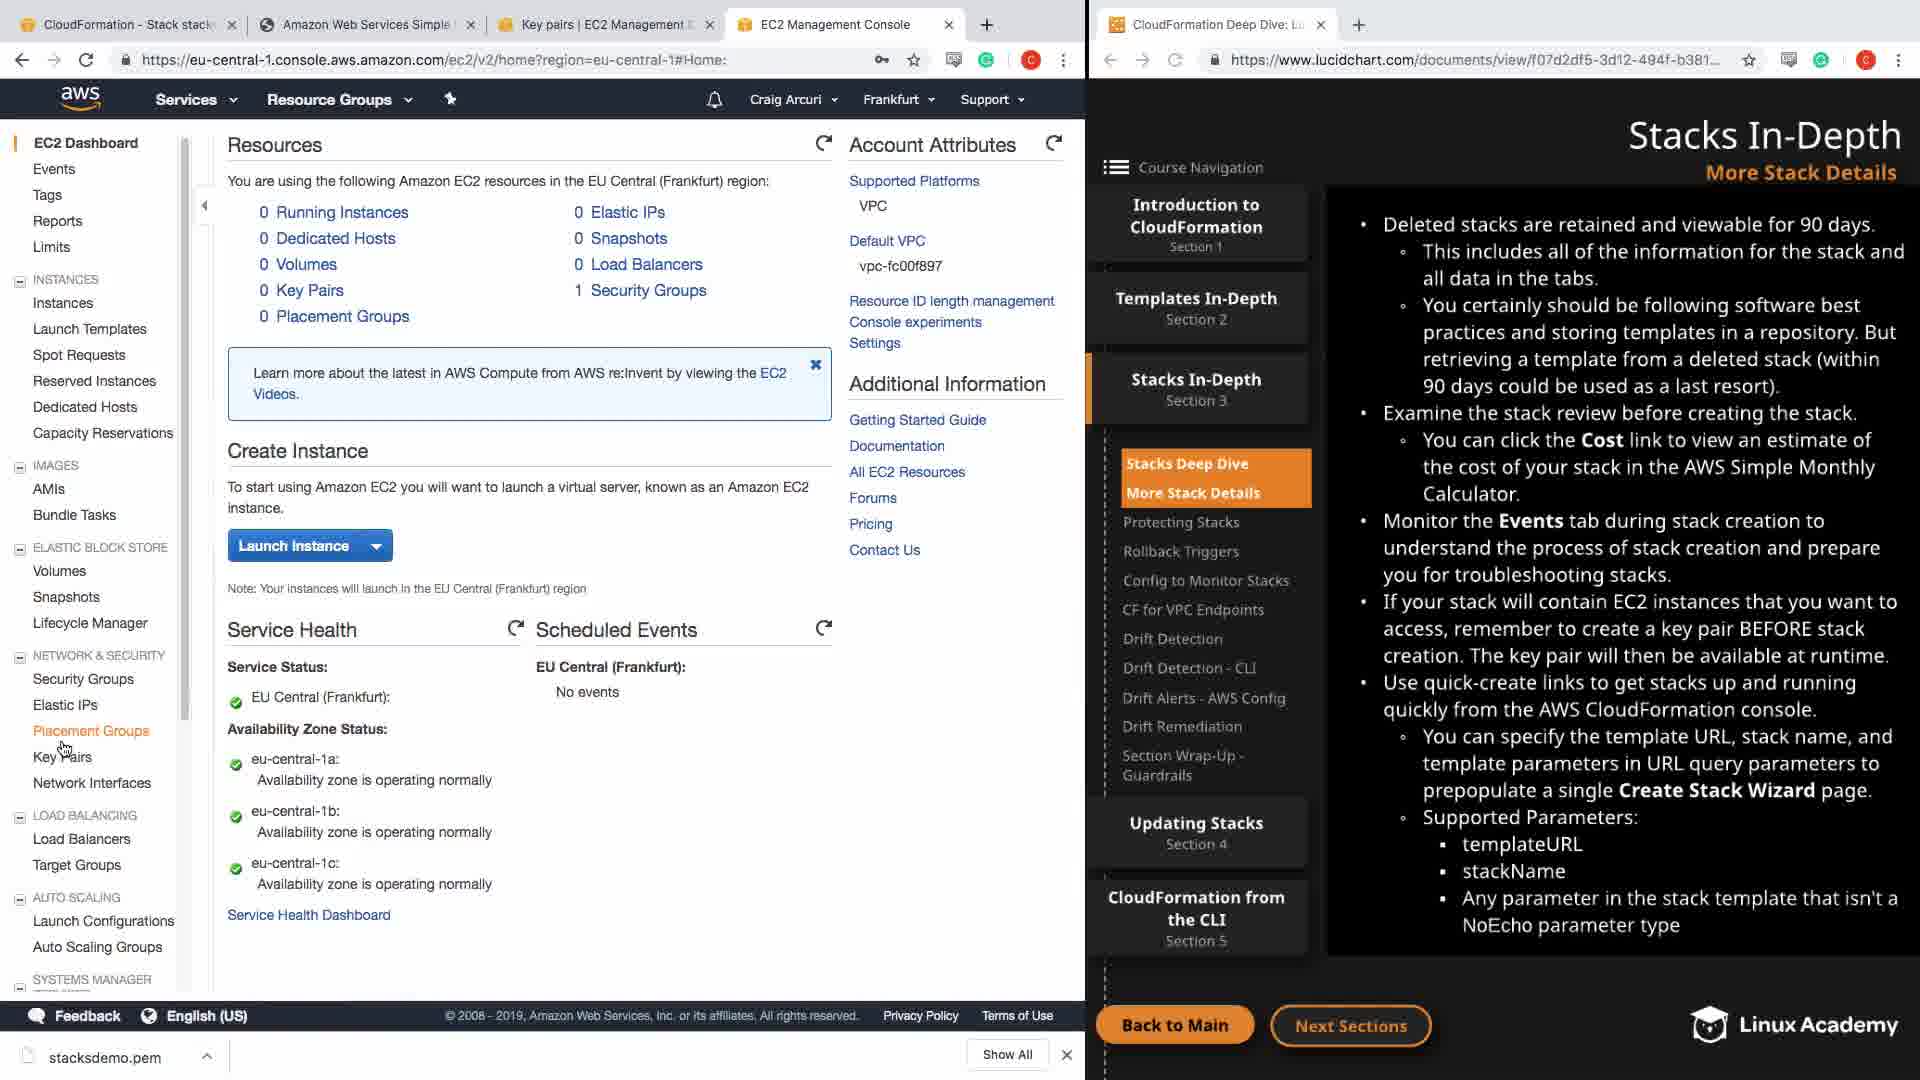 CloudFormation - Stack stack
Amazon Web Services Simple
Key pairs | EC2 Management
EC2 Management Console
https://eu-central-1.console.aws.amazon.com/ec2/v2/home?region=eu-central-1#Home:
C
aws
Services
Resource Groups
Craig Arcuri
Frankfurt
Support
EC2 Dashboard
Events
Tags
Reports
Limits
INSTANCES
Instances
Launch Templates
Spot Requests
Reserved Instances
Dedicated Hosts
Capacity Reservations
IMAGES
AMIs
Bundle Tasks
ELASTIC BLOCK STORE
Volumes
Snapshots
Lifecycle Manager
NETWORK & SECURITY
Security Groups
Elastic IPs
Placement Groups
Key Pairs
Network Interfaces
LOAD BALANCING
Load Balancers
Target Groups
AUTO SCALING
Launch Configurations
Auto Scaling Groups
SYSTEMS MANAGER
Resources
You are using the following Amazon EC2 resources in the EU Central (Frankfurt) region:
0 Running Instances
0 Elastic IPs
0 Dedicated Hosts
0 Snapshots
0 Volumes
0 Load Balancers
0 Key Pairs
1 Security Groups
0 Placement Groups
Learn more about the latest in AWS Compute from AWS re:Invent by viewing the EC2
Videos.
Create Instance
To start using Amazon EC2 you will want to launch a virtual server, known as an Amazon EC2
instance.
Launch Instance
Note: Your instances will launch in the EU Central (Frankfurt) region
Service Health
Service Status:
EU Central (Frankfurt):
Availability Zone Status:
eu-central-1a:
Availability zone is operating normally
eu-central-1b:
Availability zone is operating normally
eu-central-1c:
Availability zone is operating normally
Service Health Dashboard
Scheduled Events
EU Central (Frankfurt):
No events
Account Attributes
Supported Platforms
VPC
Default VPC
vpc-fc00f897
Resource ID length management
Console experiments
Settings
Additional Information
Getting Started Guide
Documentation
All EC2 Resources
Forums
Pricing
Contact Us
Feedback
English (US)
© 2008 - 2019, Amazon Web Services, Inc. or its affiliates. All rights reserved.
Privacy Policy
Terms of Use
stacksdemo.pem
Show All
CloudFormation Deep Dive: Lu
https://www.lucidchart.com/documents/view/f07d2df5-3d12-494f-b381...
C
Stacks In-Depth
More Stack Details
Course Navigation
Introduction to
CloudFormation
Section 1
Templates In-Depth
Section 2
Stacks In-Depth
Section 3
Stacks Deep Dive
More Stack Details
Protecting Stacks
Rollback Triggers
Config to Monitor Stacks
CF for VPC Endpoints
Drift Detection
Drift Detection - CLI
Drift Alerts - AWS Config
Drift Remediation
Section Wrap-Up -
Guardrails
Updating Stacks
Section 4
CloudFormation from
the CLI
Section 5
• Deleted stacks are retained and viewable for 90 days.
◦ This includes all of the information for the stack and
all data in the tabs.
◦ You certainly should be following software best
practices and storing templates in a repository. But
retrieving a template from a deleted stack (within
90 days could be used as a last resort).
• Examine the stack review before creating the stack.
◦ You can click the Cost link to view an estimate of
the cost of your stack in the AWS Simple Monthly
Calculator.
• Monitor the Events tab during stack creation to
understand the process of stack creation and prepare
you for troubleshooting stacks.
• If your stack will contain EC2 instances that you want to
access, remember to create a key pair BEFORE stack
creation. The key pair will then be available at runtime.
• Use quick-create links to get stacks up and running
quickly from the AWS CloudFormation console.
◦ You can specify the template URL, stack name, and
template parameters in URL query parameters to
prepopulate a single Create Stack Wizard page.
◦ Supported Parameters:
▪ templateURL
▪ stackName
▪ Any parameter in the stack template that isn't a
NoEcho parameter type
Back to Main
Next Sections
Linux Academy